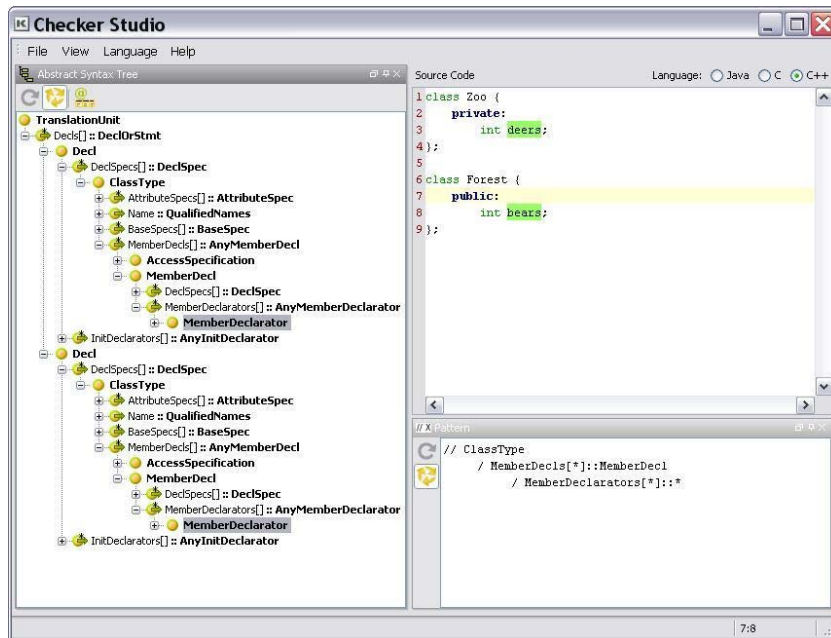 Checker Studio
File View Language Help
Abstract Syntax Tree
TranslationUnit
Decls[] :: DeclOrStmt
Decl
DeclSpecs[] :: DeclSpec
ClassType
AttributeSpecs[] :: AttributeSpec
Name :: QualifiedNames
BaseSpecs[] :: BaseSpec
MemberDecls[] :: AnyMemberDecl
AccessSpecification
MemberDecl
DeclSpecs[] :: DeclSpec
MemberDeclarators[] :: AnyMemberDeclarator
MemberDeclarator
InitDeclarators[] :: AnyInitDeclarator
Decl
DeclSpecs[] :: DeclSpec
ClassType
AttributeSpecs[] :: AttributeSpec
Name :: QualifiedNames
BaseSpecs[] :: BaseSpec
MemberDecls[] :: AnyMemberDecl
AccessSpecification
MemberDecl
DeclSpecs[] :: DeclSpec
MemberDeclarators[] :: AnyMemberDeclarator
MemberDeclarator
InitDeclarators[] :: AnyInitDeclarator
Source Code Language: Java C C++
1 class Zoo {
2 private:
3 int deers;
4 };
5
6 class Forest {
7 public:
8 int bears;
9 };
// X Pattern
// ClassType
/ MemberDecls[*]::MemberDecl
/ MemberDeclarators[*]::*
7:8